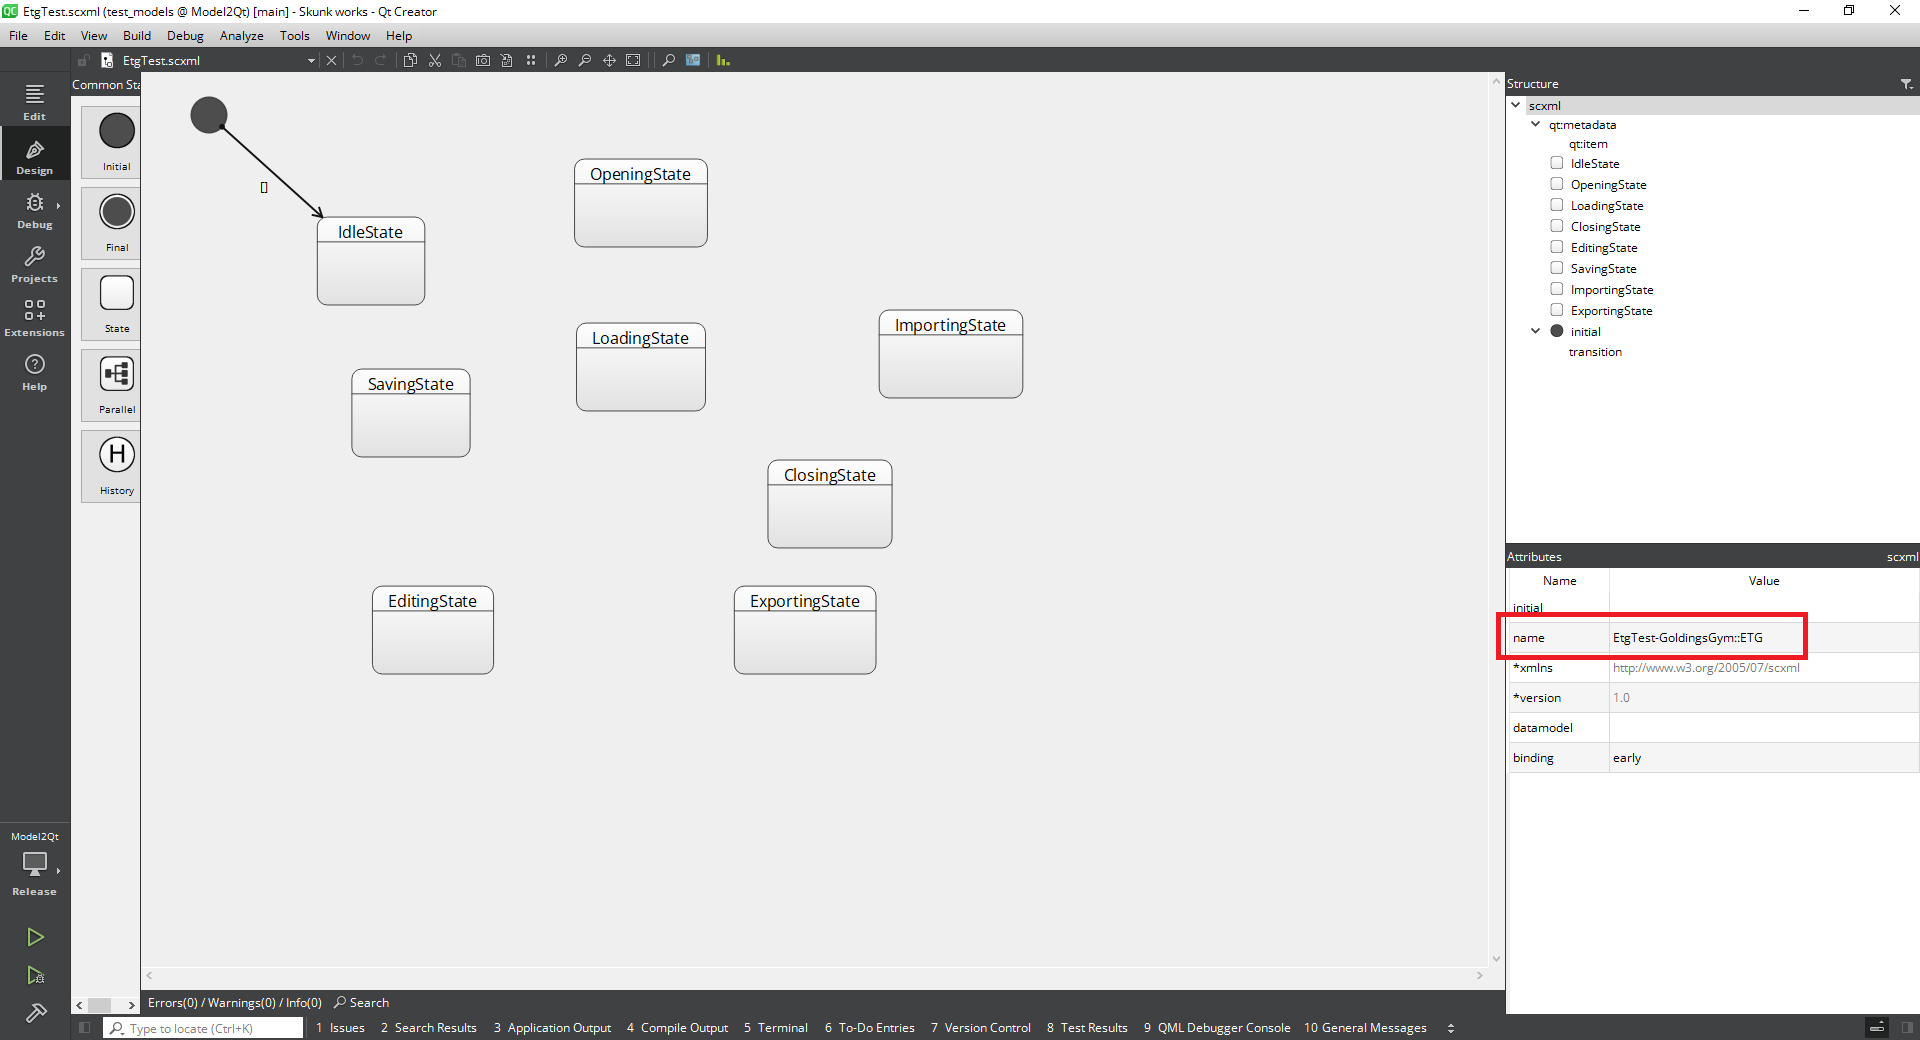 EtgTest.scxml (test_models @ Model2Qt) [main] - Skunk works - Qt Creator
File Edit View Build Debug Analyze Tools Window Help
EtgTest.scxml
Edit
Design
Debug
Projects
Extensions
Help
Model2Qt
Release
Common Sta
Initial
Final
State
Parallel
H
History
[]
IdleState
OpeningState
LoadingState
ImportingState
SavingState
ClosingState
EditingState
ExportingState
Structure
scxml
qt:metadata
qt:item
IdleState
OpeningState
LoadingState
ClosingState
EditingState
SavingState
ImportingState
ExportingState
initial
transition
Attributes scxml
Name Value
initial
name EtgTest-GoldingsGym::ETG
*xmlns http://www.w3.org/2005/07/scxml
*version 1.0
datamodel
binding early
Errors(0) / Warnings(0) / Info(0) Search
Type to locate (Ctrl+K) 1 Issues 2 Search Results 3 Application Output 4 Compile Output 5 Terminal 6 To-Do Entries 7 Version Control 8 Test Results 9 QML Debugger Console 10 General Messages